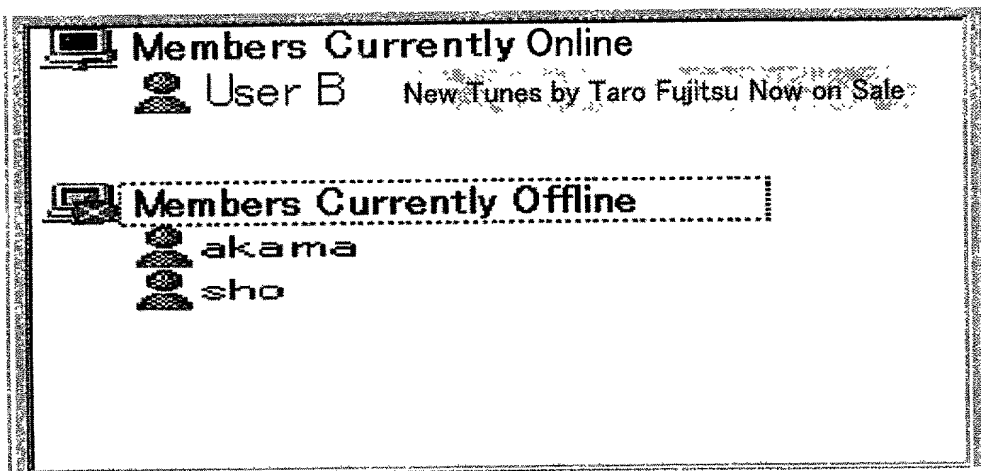 Members Currently Online
User B New Tunes by Taro Fujitsu Now on Sale
Members Currently Offline
akama
sho